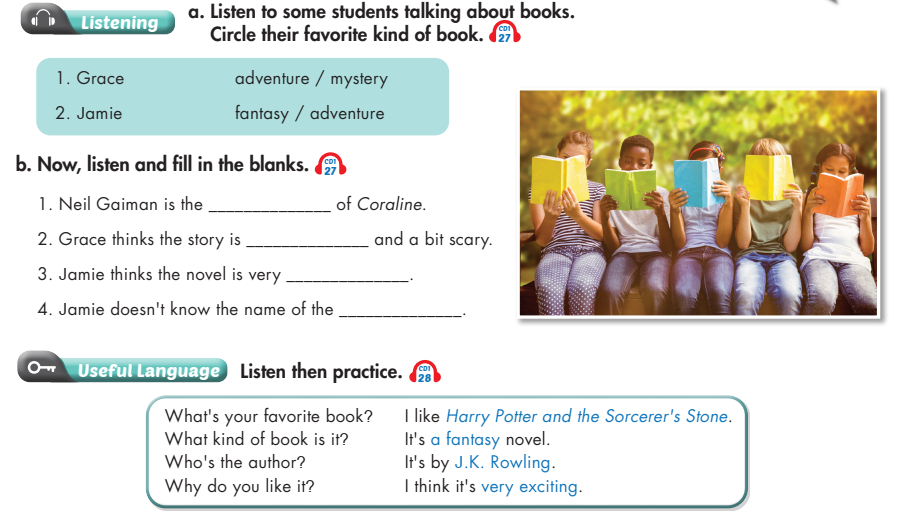 Listening
a. Listen to some students talking about books.
Circle their favorite kind of book. CD1 27
1. Grace adventure / mystery
2. Jamie fantasy / adventure
b. Now, listen and fill in the blanks. CD1 27
1. Neil Gaiman is the ______________ of Coraline.
2. Grace thinks the story is ______________ and a bit scary.
3. Jamie thinks the novel is very ______________.
4. Jamie doesn't know the name of the ______________.
Useful Language Listen then practice. CD1 28
What's your favorite book? I like Harry Potter and the Sorcerer's Stone.
What kind of book is it? It's a fantasy novel.
Who's the author? It's by J.K. Rowling.
Why do you like it? I think it's very exciting.